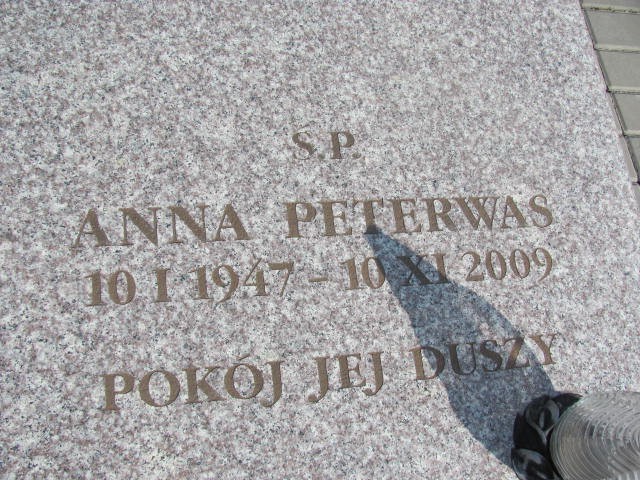 Ś.P.
ANNA PETERWAS
10 I 1947 – 10 XI 2009
POKÓJ JEJ DUSZY